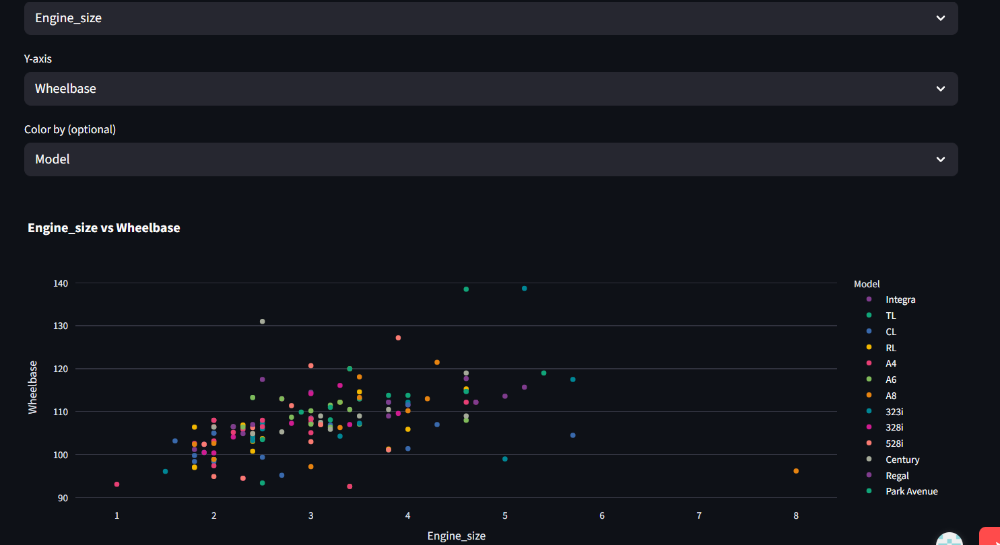 Engine_size
Y-axis
Wheelbase
Color by (optional)
Model
Engine_size vs Wheelbase
140
130
120
110
100
90
Wheelbase
1 2 3 4 5 6 7 8
Engine_size
Model
Integra
TL
CL
RL
A4
A6
A8
323i
328i
528i
Century
Regal
Park Avenue